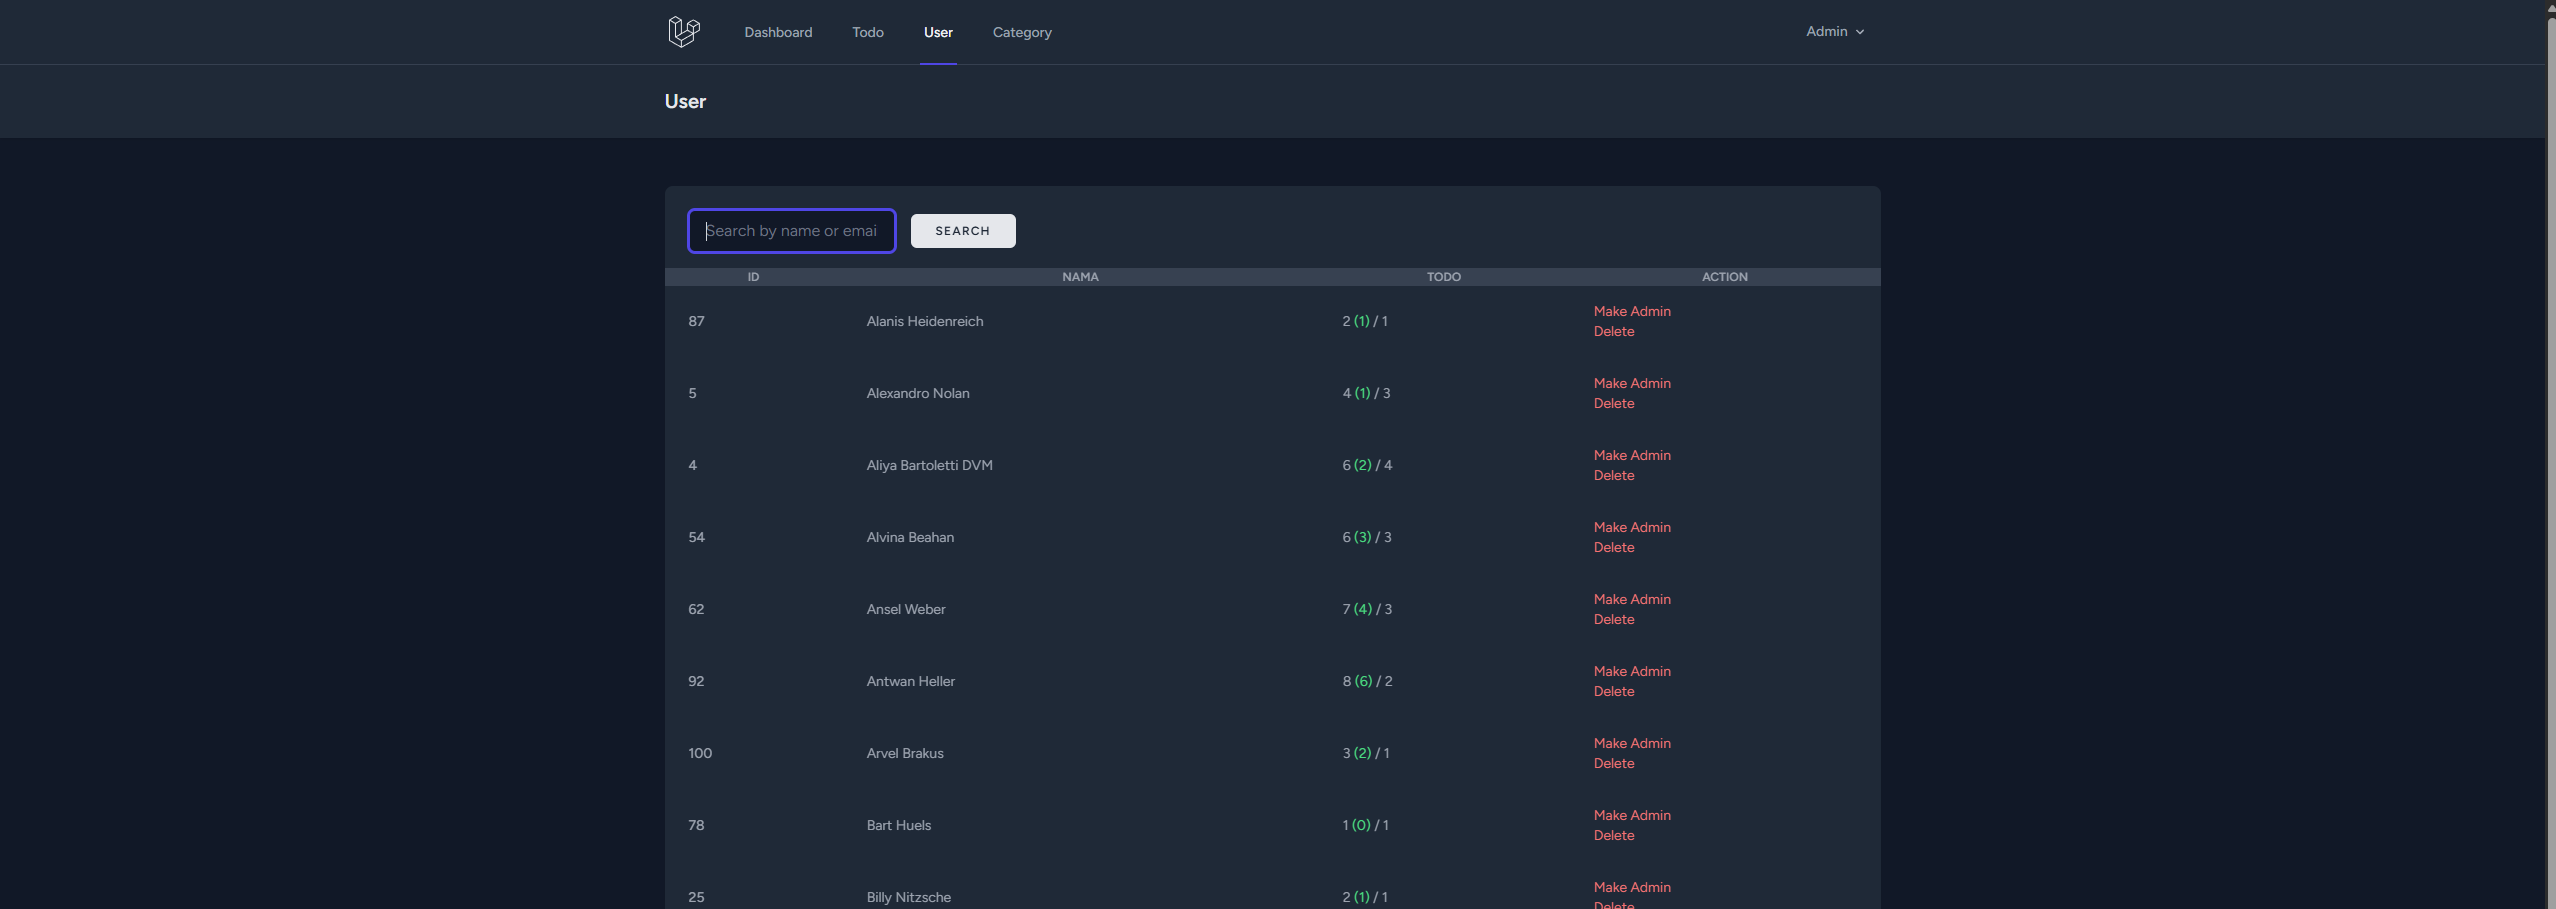 Dashboard Todo User Category Admin
User
Search by name or emai SEARCH
ID NAMA TODO ACTION
87 Alanis Heidenreich 2 (1) / 1 Make Admin
Delete
5 Alexandro Nolan 4 (1) / 3 Make Admin
Delete
4 Aliya Bartoletti DVM 6 (2) / 4 Make Admin
Delete
54 Alvina Beahan 6 (3) / 3 Make Admin
Delete
62 Ansel Weber 7 (4) / 3 Make Admin
Delete
92 Antwan Heller 8 (6) / 2 Make Admin
Delete
100 Arvel Brakus 3 (2) / 1 Make Admin
Delete
78 Bart Huels 1 (0) / 1 Make Admin
Delete
25 Billy Nitzsche 2 (1) / 1 Make Admin
Delete